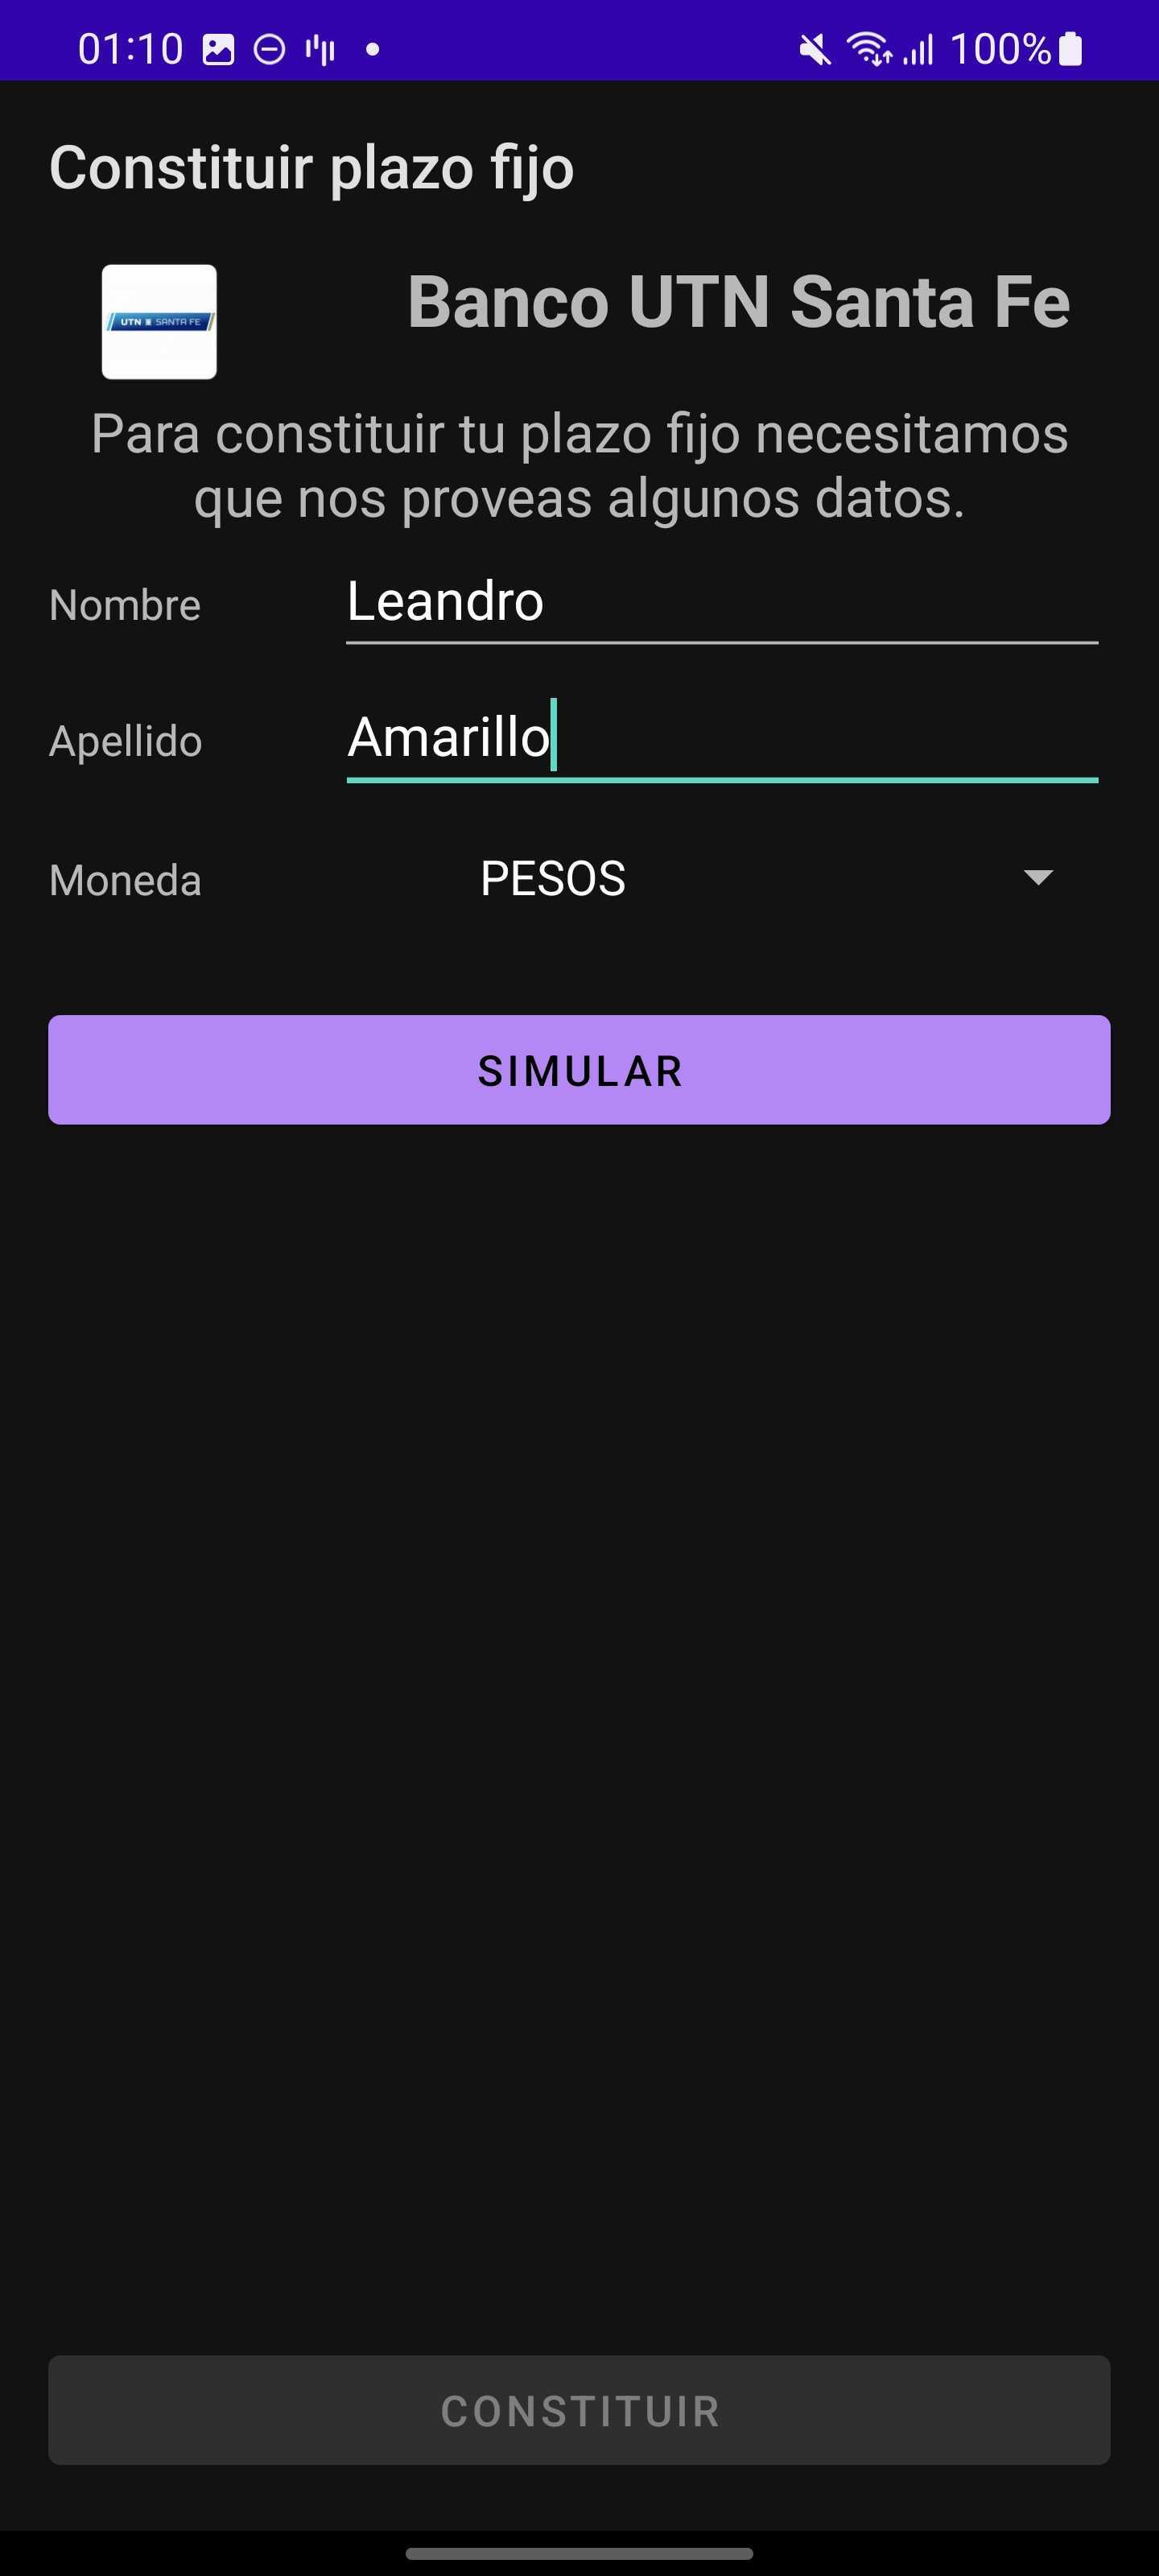 01:10 100%
Constituir plazo fijo
UTN SANTA FE
Banco UTN Santa Fe
Para constituir tu plazo fijo necesitamos
que nos proveas algunos datos.
Nombre Leandro
Apellido Amarillo
Moneda PESOS
SIMULAR
CONSTITUIR